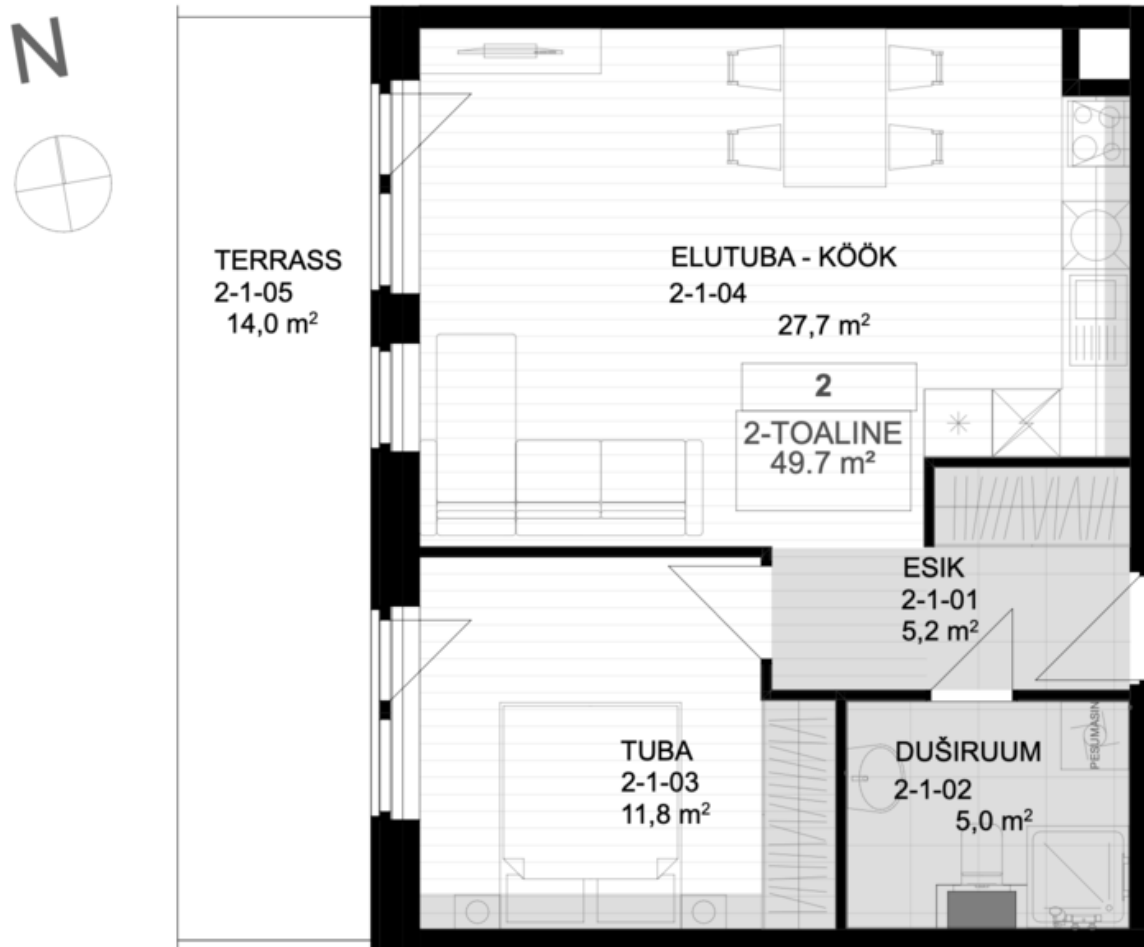 N
TERRASS
2-1-05
14,0 m²
ELUTUBA - KÖÖK
2-1-04
27,7 m²
2
2-TOALINE
49.7 m²
ESIK
2-1-01
5,2 m²
TUBA
2-1-03
11,8 m²
DUŠIRUUM
2-1-02
5,0 m²
PESUMASIN